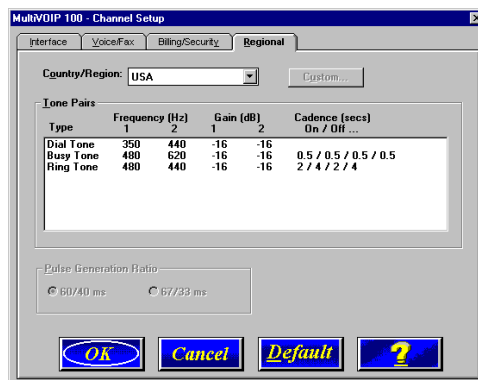 MultiVOIP 100 - Channel Setup
Interface Voice/Fax Billing/Security Regional
Country/Region: USA Custom...
Tone Pairs
Frequency (Hz) Gain (dB) Cadence (secs)
Type 1 2 1 2 On / Off ...
Dial Tone 350 440 -16 -16
Busy Tone 480 620 -16 -16 0.5 / 0.5 / 0.5 / 0.5
Ring Tone 480 440 -16 -16 2 / 4 / 2 / 4
Pulse Generation Ratio
60/40 ms 67/33 ms
OK Cancel Default ?